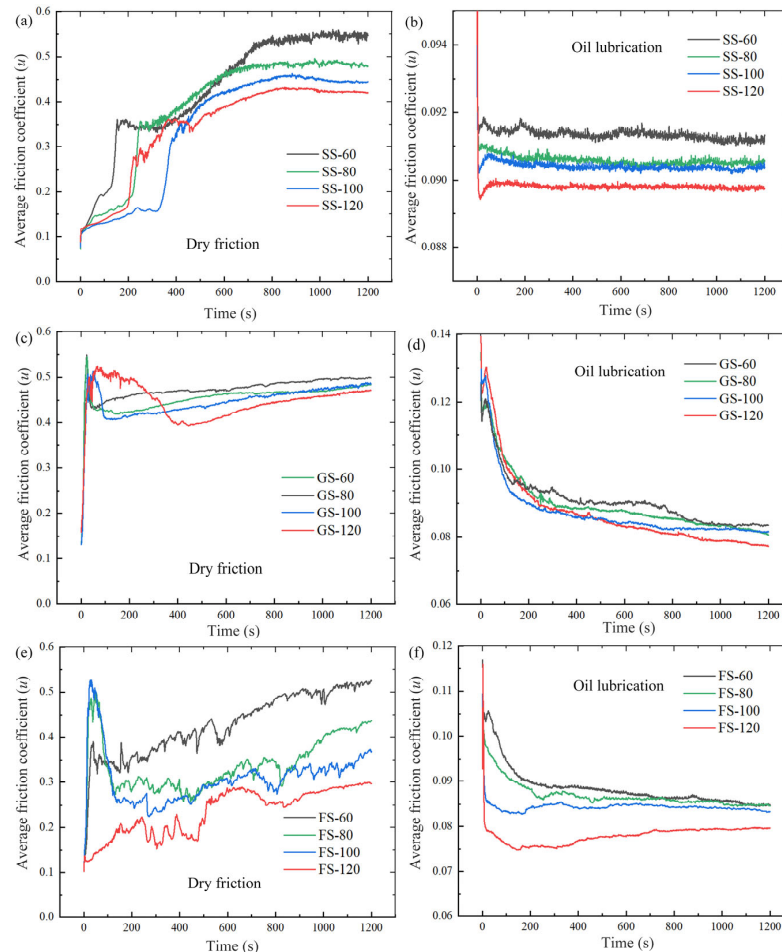 (a)
0.6
0.5
0.4
0.3
0.2
0.1
0.0
Average friction coefficient (u)
SS-60
SS-80
SS-100
SS-120
Dry friction
0 200 400 600 800 1000 1200
Time (s)
(b)
Oil lubrication
0.094
0.092
0.090
0.088
Average friction coefficient (u)
SS-60
SS-80
SS-100
SS-120
0 200 400 600 800 1000 1200
Time (s)
(c)
0.6
0.5
0.4
0.3
0.2
0.1
0.0
Average friction coefficient (u)
GS-60
GS-80
GS-100
GS-120
Dry friction
0 200 400 600 800 1000 1200
Time (s)
(d)
0.14
0.12
0.10
0.08
0.06
Average friction coefficient (u)
Oil lubrication
GS-60
GS-80
GS-100
GS-120
0 200 400 600 800 1000 1200
Time (s)
(e)
0.6
0.5
0.4
0.3
0.2
0.1
0.0
Average friction coefficient (u)
FS-60
FS-80
FS-100
FS-120
Dry friction
0 200 400 600 800 1000 1200
Time (s)
(f)
0.12
0.11
0.10
0.09
0.08
0.07
0.06
Average friction coefficient (u)
Oil lubrication
FS-60
FS-80
FS-100
FS-120
0 200 400 600 800 1000 1200
Time (s)